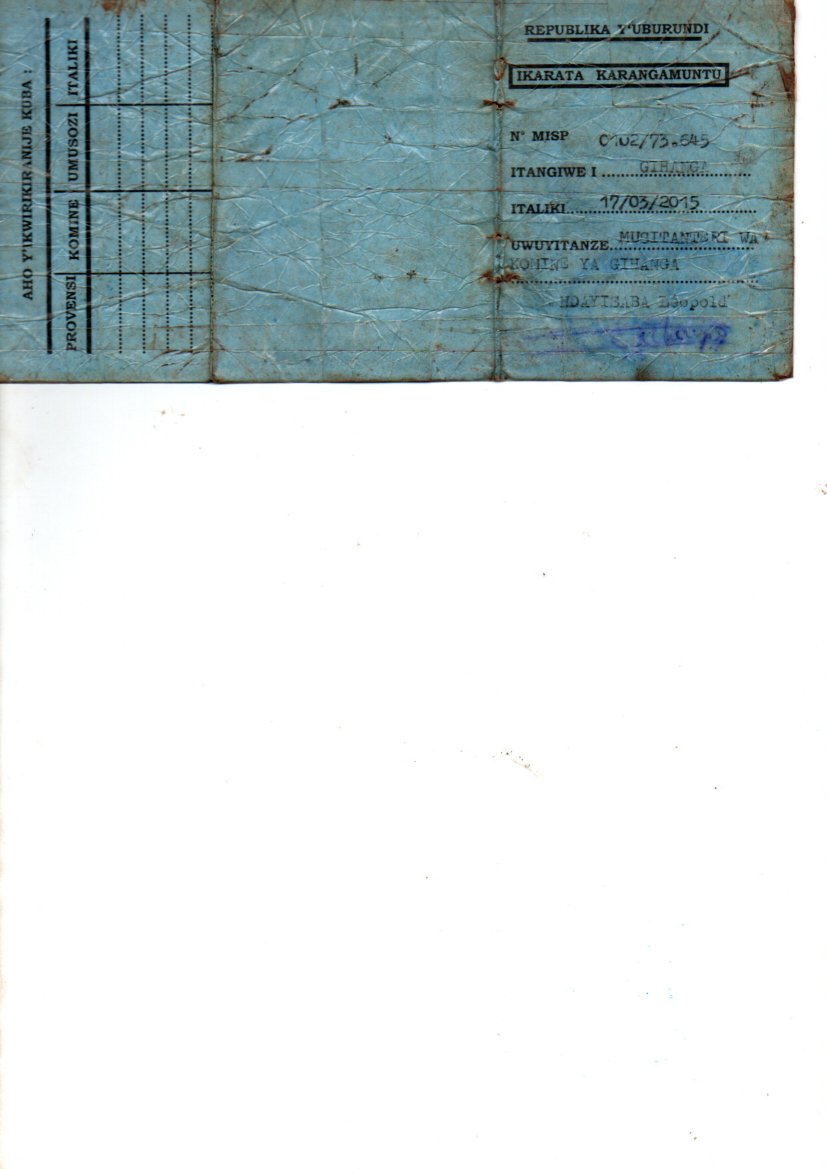 AHO Y'IKWIRIKIRANIJE KUBA :
PROVENSI KOMINE UMUSOZI ITALIKI
REPUBLIKA Y'UBURUNDI
IKARATA KARANGAMUNTU
N° MISP 0102/73.645
ITANGIWE I GIHANGA
ITALIKI 17/03/2015
UWUYITANZE MUSITANTERI WA
KOMINE YA GIHANGA
NDAYISABA Léopold